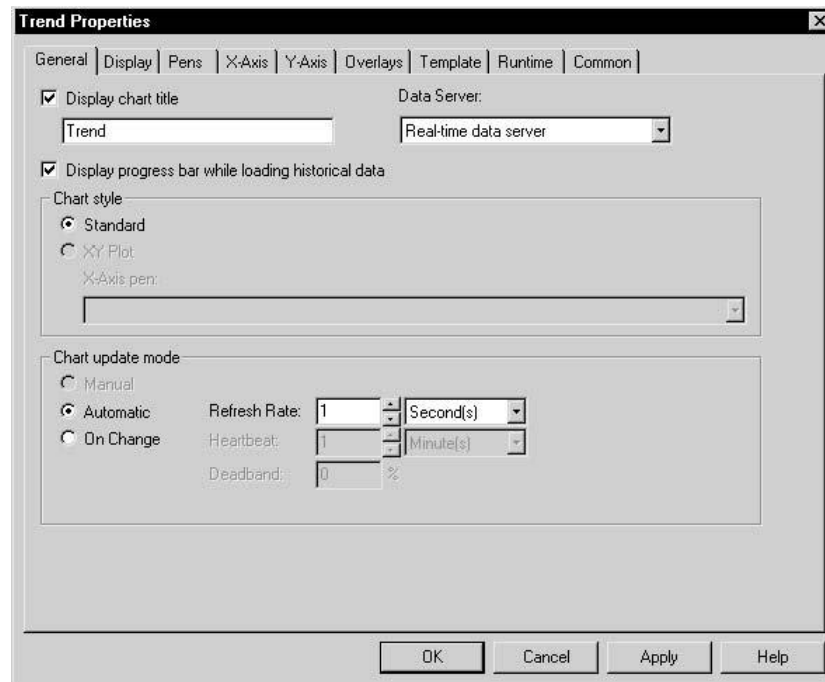 Trend Properties
General Display Pens X-Axis Y-Axis Overlays Template Runtime Common
Display chart title
Data Server:
Trend
Real-time data server
Display progress bar while loading historical data
Chart style
Standard
XY Plot
X-Axis pen:
Chart update mode
Manual
Automatic Refresh Rate: 1 Second(s)
On Change Heartbeat: 1 Minute(s)
Deadband: 0 %
OK Cancel Apply Help